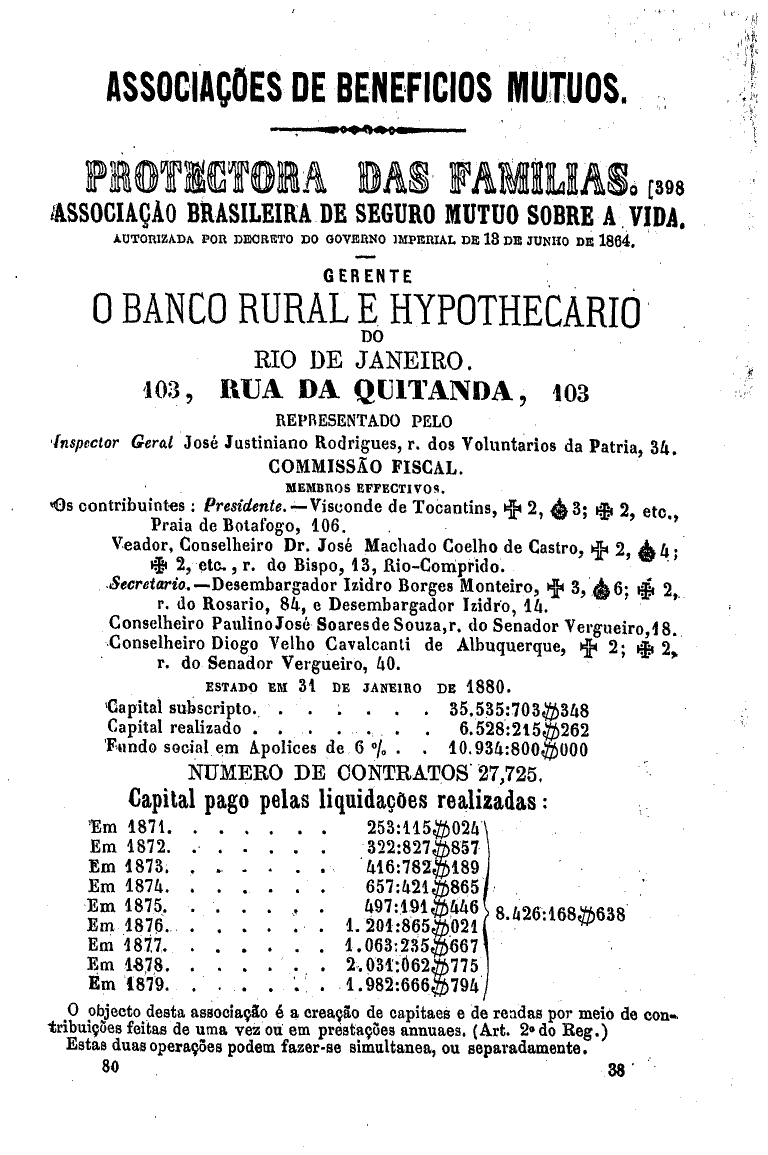 ASSOCIAÇÕES DE BENEFICIOS MUTUOS.
PROTECTORA DAS FAMILIAS. [398
ASSOCIAÇÃO BRASILEIRA DE SEGURO MUTUO SOBRE A VIDA.
AUTORIZADA POR DECRETO DO GOVERNO IMPERIAL DE 13 DE JUNHO DE 1864.
GERENTE
O BANCO RURAL E HYPOTHECARIO
DO
RIO DE JANEIRO.
103, RUA DA QUITANDA, 103
REPRESENTADO PELO
Inspector Geral José Justiniano Rodrigues, r. dos Voluntarios da Patria, 34.
COMMISSÃO FISCAL.
MEMBROS EFFECTIVOS.
Os contribuintes : Presidente.—Visconde de Tocantins, 2, 3; 2, etc.,
Praia de Botafogo, 106.
Veador, Conselheiro Dr. José Machado Coelho de Castro, 2, 4;
2, etc., r. do Bispo, 13, Rio-Comprido.
Secretario.—Desembargador Izidro Borges Monteiro, 3, 6; 2,
r. do Rosario, 84, e Desembargador Izidro, 14.
Conselheiro Paulino José Soares de Souza, r. do Senador Vergueiro, 18.
Conselheiro Diogo Velho Cavalcanti de Albuquerque, 2; 2,
r. do Senador Vergueiro, 40.
ESTADO EM 31 DE JANEIRO DE 1880.
Capital subscripto. . . . . . . . 35.535:703$348
Capital realizado . . . . . . . 6.528:215$262
Fundo social em Apolices de 6 % . . 10.934:800$000
NUMERO DE CONTRATOS 27,725.
Capital pago pelas liquidações realizadas :
Em 1871. . . . . . . 253:115$024
Em 1872. . . . . . . 322:827$857
Em 1873. . . . . . . 416:782$189
Em 1874. . . . . . . 657:421$865
Em 1875. . . . . . . 497:191$446 8.426:168$638
Em 1876. . . . . . . 1.201:865$021
Em 1877. . . . . . . 1.063:235$667
Em 1878. . . . . . . 2.031:062$775
Em 1879. . . . . . . 1.982:666$794
O objecto desta associação é a creação de capitaes e de rendas por meio de con-
tribuições feitas de uma vez ou em prestações annuaes. (Art. 2º do Reg.)
Estas duas operações podem fazer-se simultanea, ou separadamente.
80 38